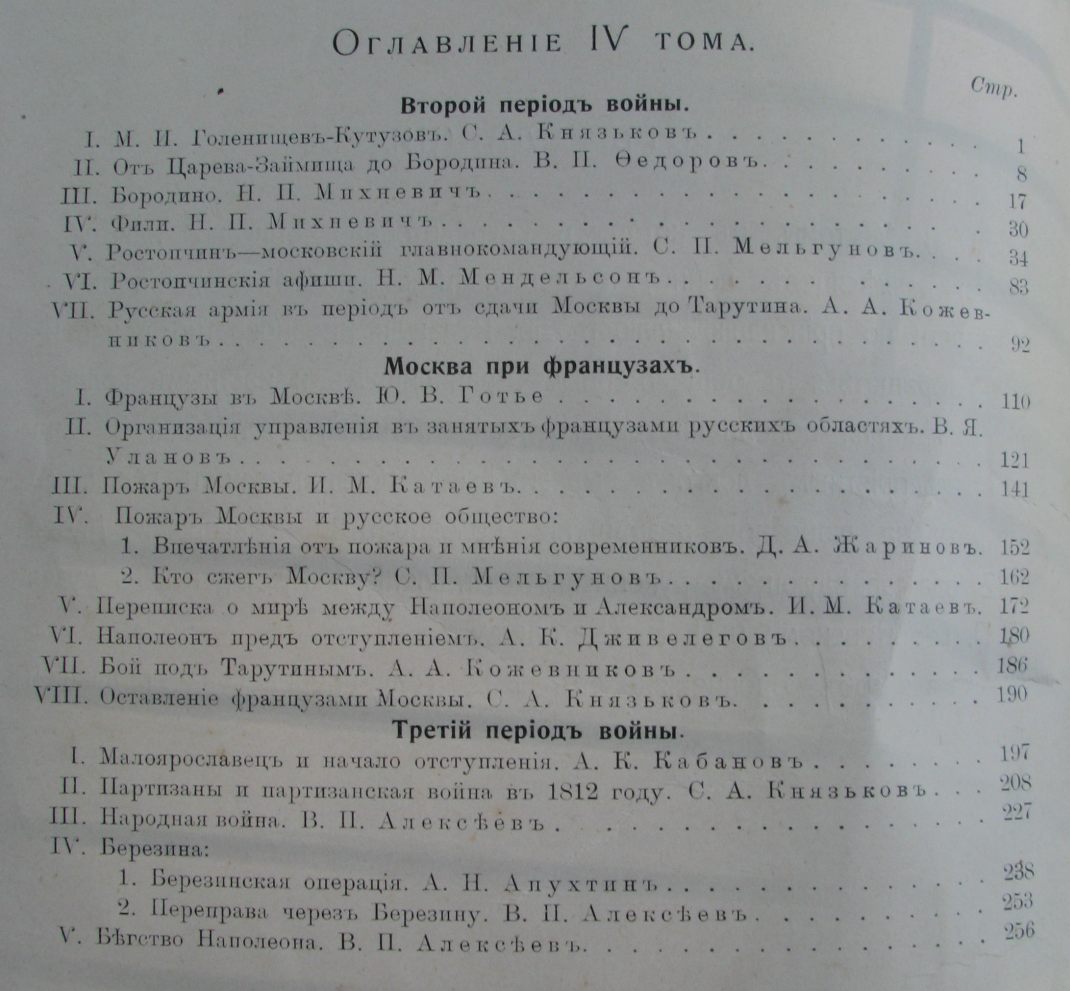 Оглавленіе IV тома.
Стр.
Второй періодъ войны.
I. М. И. Голенищевъ-Кутузовъ. С. А. Князьковъ. 1
II. Отъ Царева-Займища до Бородина. В. П. Ѳедоровъ. 8
III. Бородино. Н. П. Михневичъ. 17
IV. Фили. Н. П. Михневичъ. 30
V. Ростопчинъ—московскій главнокомандующій. С. П. Мельгуновъ. 34
VI. Ростопчинскія афиши. Н. М. Мендельсонъ. 83
VII. Русская армія въ періодъ отъ сдачи Москвы до Тарутина. А. А. Кожев-
никовъ. 92
Москва при французахъ.
I. Французы въ Москвѣ. Ю. В. Готье 110
II. Организація управленія въ занятыхъ французами русскихъ областяхъ. В. Я.
Улановъ. 121
III. Пожаръ Москвы. И. М. Катаевъ. 141
IV. Пожаръ Москвы и русское общество:
1. Впечатлѣнія отъ пожара и мнѣнія современниковъ. Д. А. Жариновъ. 152
2. Кто сжегъ Москву? С. П. Мельгуновъ. 162
V. Переписка о мирѣ между Наполеономъ и Александромъ. И. М. Катаевъ. 172
VI. Наполеонъ предъ отступленіемъ. А. К. Дживелеговъ. 180
VII. Бой подъ Тарутинымъ. А. А. Кожевниковъ 186
VIII. Оставленіе французами Москвы. С. А. Князьковъ. 190
Третій періодъ войны.
I. Малоярославецъ и начало отступленія. А. К. Кабановъ 197
II. Партизаны и партизанская война въ 1812 году. С. А. Князьковъ. 208
III. Народная война. В. П. Алексѣевъ 227
IV. Березина:
1. Березинская операція. А. Н. Апухтинъ. 238
2. Переправа черезъ Березину. В. П. Алексѣевъ 253
V. Бѣгство Наполеона. В. П. Алексѣевъ. 256